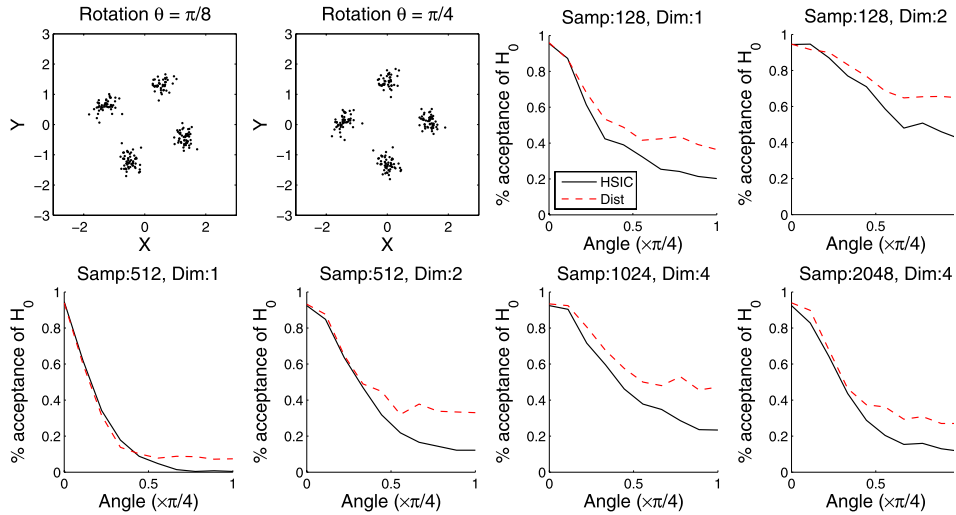 Rotation θ = π/8
3
2
1
0
−1
−2
−3
Y
−2
0
2
X
Rotation θ = π/4
3
2
1
0
−1
−2
−3
Y
−2
0
2
X
Samp:128, Dim:1
1
0.8
0.6
0.4
0.2
0
% acceptance of H0
HSIC
Dist
0
0.5
1
Angle (×π/4)
Samp:128, Dim:2
1
0.8
0.6
0.4
0.2
0
% acceptance of H0
0
0.5
Angle (×π/4)
Samp:512, Dim:1
1
0.8
0.6
0.4
0.2
0
% acceptance of H0
0
0.5
1
Angle (×π/4)
Samp:512, Dim:2
1
0.8
0.6
0.4
0.2
0
% acceptance of H0
0
0.5
1
Angle (×π/4)
Samp:1024, Dim:4
1
0.8
0.6
0.4
0.2
0
% acceptance of H0
0
0.5
1
Angle (×π/4)
Samp:2048, Dim:4
1
0.8
0.6
0.4
0.2
0
% acceptance of H0
0
0.5
Angle (×π/4)